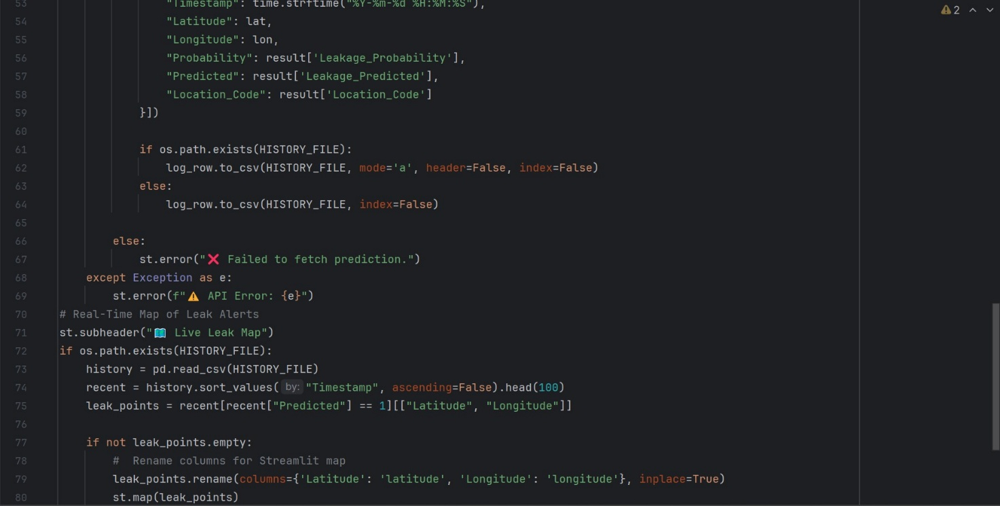 53 "Timestamp": time.strftime("%Y-%m-%d %H:%M:%S"),
2
54 "Latitude": lat,
55 "Longitude": lon,
56 "Probability": result['Leakage_Probability'],
57 "Predicted": result['Leakage_Predicted'],
58 "Location_Code": result['Location_Code']
59 }])
60
61 if os.path.exists(HISTORY_FILE):
62 log_row.to_csv(HISTORY_FILE, mode='a', header=False, index=False)
63 else:
64 log_row.to_csv(HISTORY_FILE, index=False)
65
66 else:
67 st.error("❌ Failed to fetch prediction.")
68 except Exception as e:
69 st.error(f"⚠️ API Error: {e}")
70 # Real-Time Map of Leak Alerts
71 st.subheader("🗺️ Live Leak Map")
72 if os.path.exists(HISTORY_FILE):
73 history = pd.read_csv(HISTORY_FILE)
74 recent = history.sort_values( by: "Timestamp", ascending=False).head(100)
75 leak_points = recent[recent["Predicted"] == 1][["Latitude", "Longitude"]]
76
77 if not leak_points.empty:
78 #  Rename columns for Streamlit map
79 leak_points.rename(columns={'Latitude': 'latitude', 'Longitude': 'longitude'}, inplace=True)
80 st.map(leak_points)